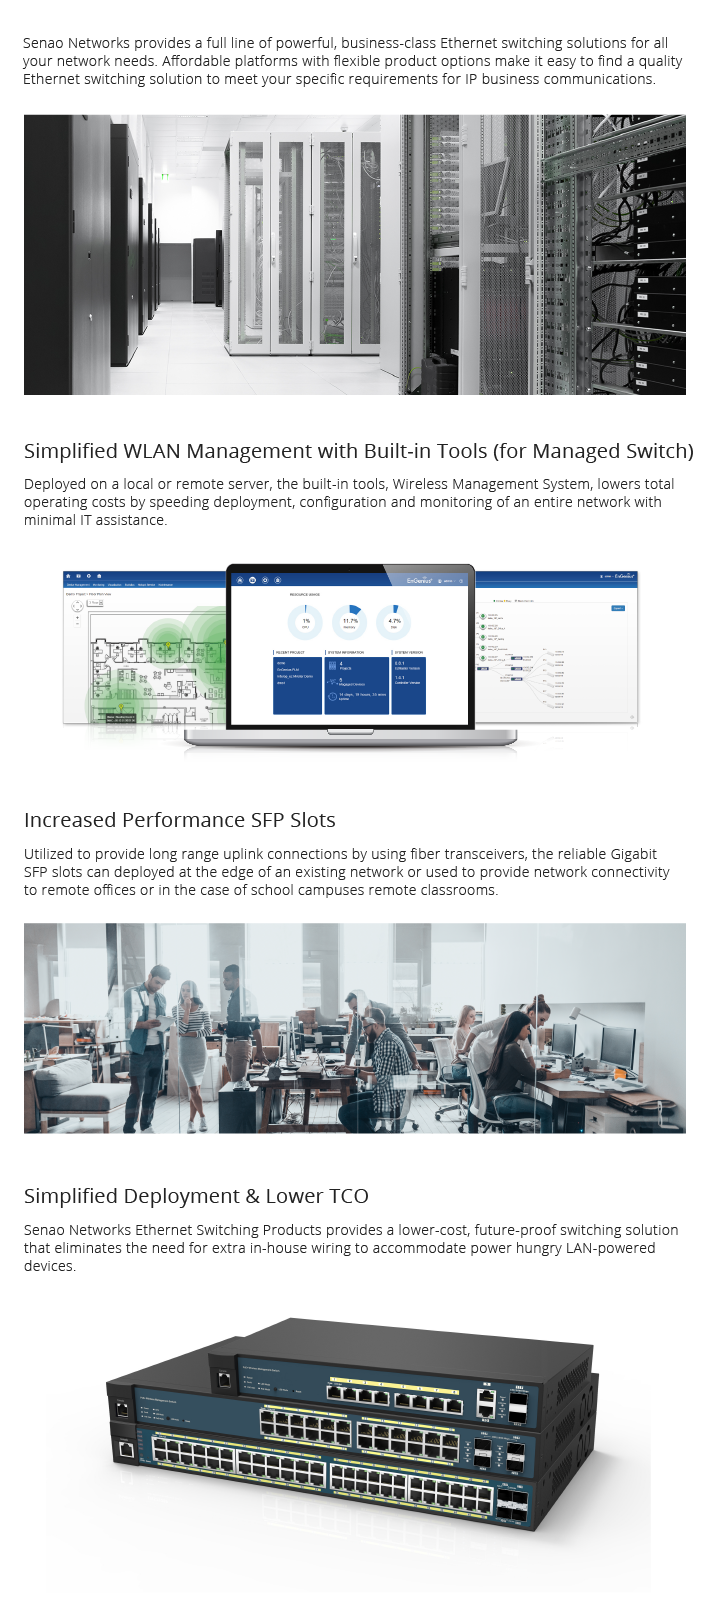 Senao Networks provides a full line of powerful, business-class Ethernet switching solutions for all
your network needs. Affordable platforms with flexible product options make it easy to find a quality
Ethernet switching solution to meet your specific requirements for IP business communications.
Simplified WLAN Management with Built-in Tools (for Managed Switch)
Deployed on a local or remote server, the built-in tools, Wireless Management System, lowers total
operating costs by speeding deployment, configuration and monitoring of an entire network with
minimal IT assistance.
EnGenius
EnGenius
RESOURCE USAGE
1%
11.7%
4.7%
CPU
Memory
Disk
RECENT PROJECT
SYSTEM INFORMATION
SYSTEM VERSION
4
Projects
5
Increased Performance SFP Slots
Utilized to provide long range uplink connections by using fiber transceivers, the reliable Gigabit
SFP slots can deployed at the edge of an existing network or used to provide network connectivity
to remote offices or in the case of school campuses remote classrooms.
Simplified Deployment & Lower TCO
Senao Networks Ethernet Switching Products provides a lower-cost, future-proof switching solution
that eliminates the need for extra in-house wiring to accommodate power hungry LAN-powered
devices.